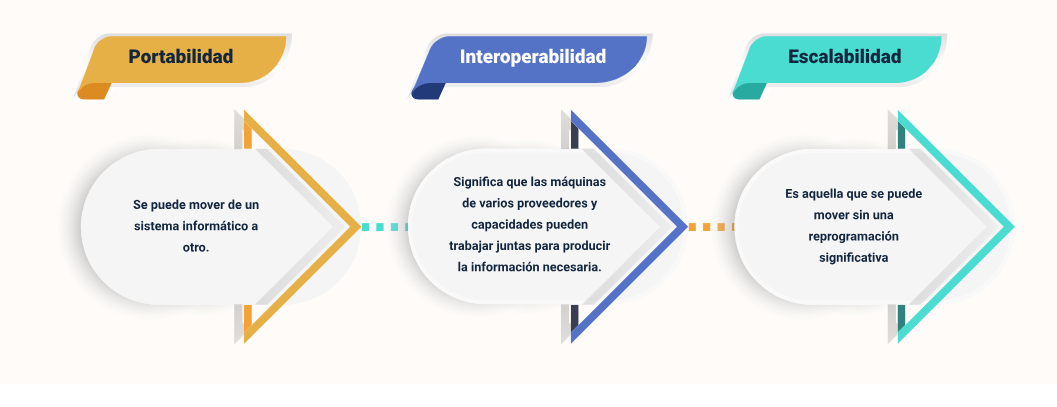 Portabilidad
Interoperabilidad
Escalabilidad
Se puede mover de un
sistema informático a
otro.
Significa que las máquinas
de varios proveedores y
capacidades pueden
trabajar juntas para producir
la información necesaria.
Es aquella que se puede
mover sin una
reprogramación
significativa